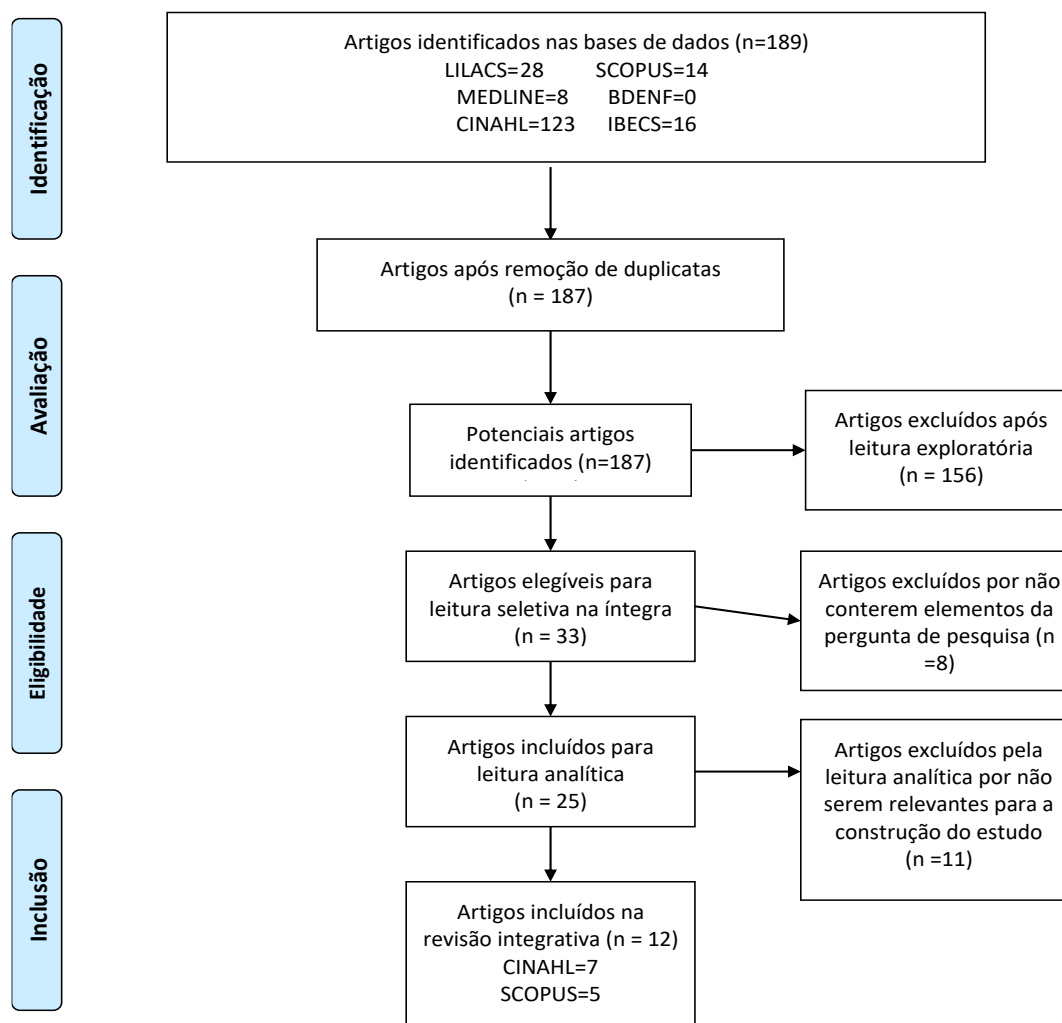 Identificação
Artigos identificados nas bases de dados (n=189)
LILACS=28 SCOPUS=14
MEDLINE=8 BDENF=0
CINAHL=123 IBECS=16
Artigos após remoção de duplicatas
(n = 187)
Avaliação
Potenciais artigos
identificados (n=187)
Artigos excluídos após
leitura exploratória
(n = 156)
Eligibilidade
Artigos elegíveis para
leitura seletiva na íntegra
(n = 33)
Artigos excluídos por não
conterem elementos da
pergunta de pesquisa (n
=8)
Artigos incluídos para
leitura analítica
(n = 25)
Artigos excluídos pela
leitura analítica por não
serem relevantes para a
construção do estudo
(n =11)
Inclusão
Artigos incluídos na
revisão integrativa (n = 12)
CINAHL=7
SCOPUS=5